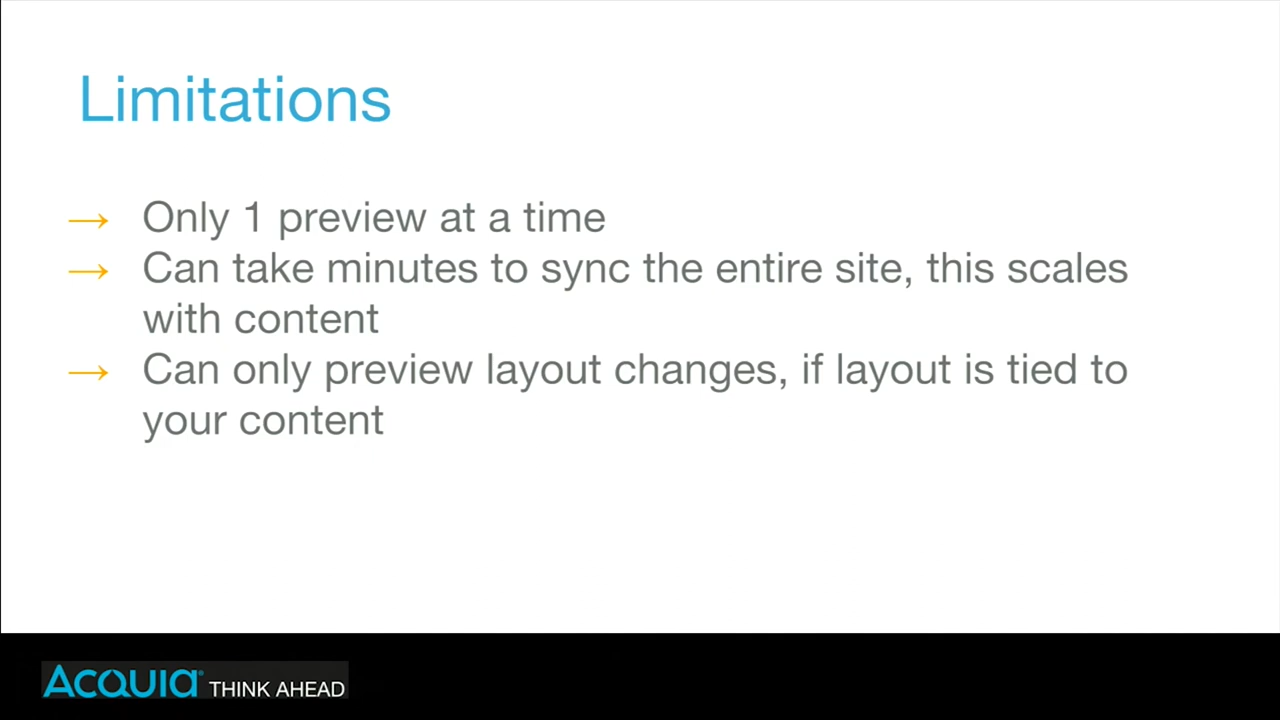 Limitations
→ Only 1 preview at a time
→ Can take minutes to sync the entire site, this scales
with content
→ Can only preview layout changes, if layout is tied to
your content
ACQUIA® THINK AHEAD